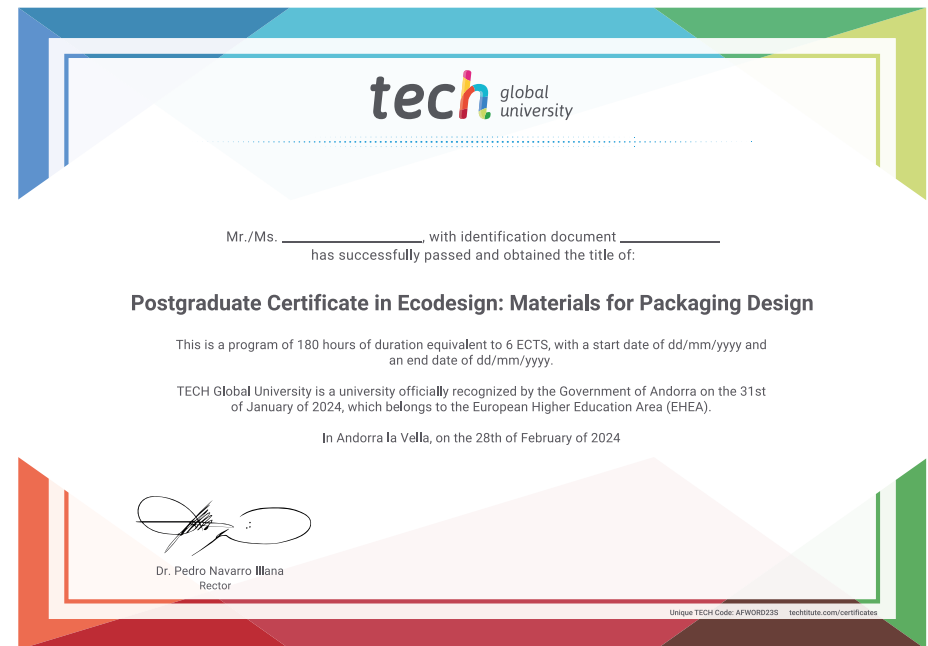 tech global university
Mr./Ms. ____________________, with identification document ______________
has successfully passed and obtained the title of:
Postgraduate Certificate in Ecodesign: Materials for Packaging Design
This is a program of 180 hours of duration equivalent to 6 ECTS, with a start date of dd/mm/yyyy and
an end date of dd/mm/yyyy.
TECH Global University is a university officially recognized by the Government of Andorra on the 31st
of January of 2024, which belongs to the European Higher Education Area (EHEA).
In Andorra la Vella, on the 28th of February of 2024
Dr. Pedro Navarro Illana
Rector
Unique TECH Code: AFWORD23S techtitute.com/certificates